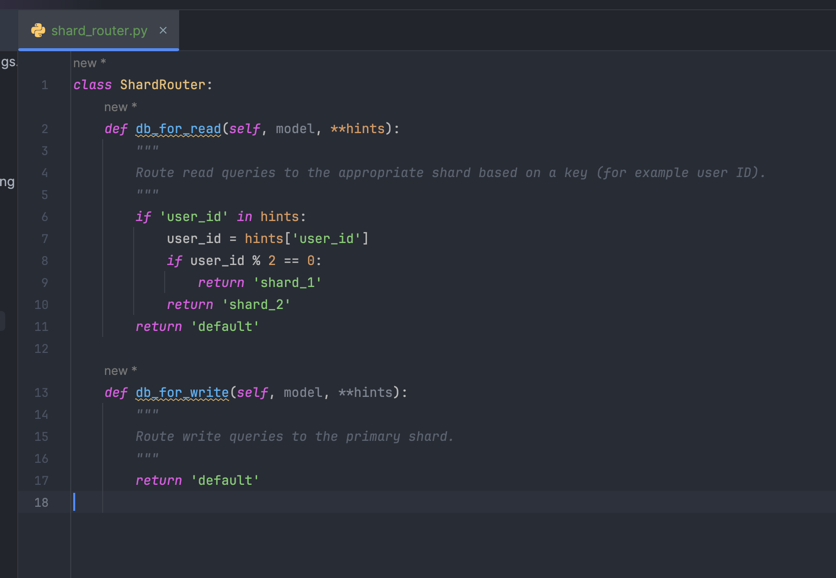 shard_router.py ×
gs.
new *
1 class ShardRouter:
new *
2 def db_for_read(self, model, **hints):
3 """
4 Route read queries to the appropriate shard based on a key (for example user ID).
5 """
ng
6 if 'user_id' in hints:
7 user_id = hints['user_id']
8 if user_id % 2 == 0:
9 return 'shard_1'
10 return 'shard_2'
11 return 'default'
12
new *
13 def db_for_write(self, model, **hints):
14 """
15 Route write queries to the primary shard.
16 """
17 return 'default'
18